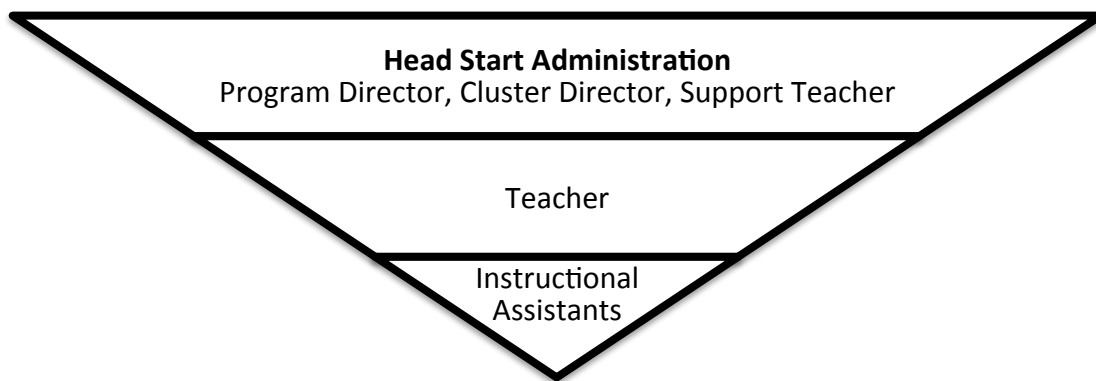 Head Start Administration
Program Director, Cluster Director, Support Teacher
Teacher
Instructional
Assistants